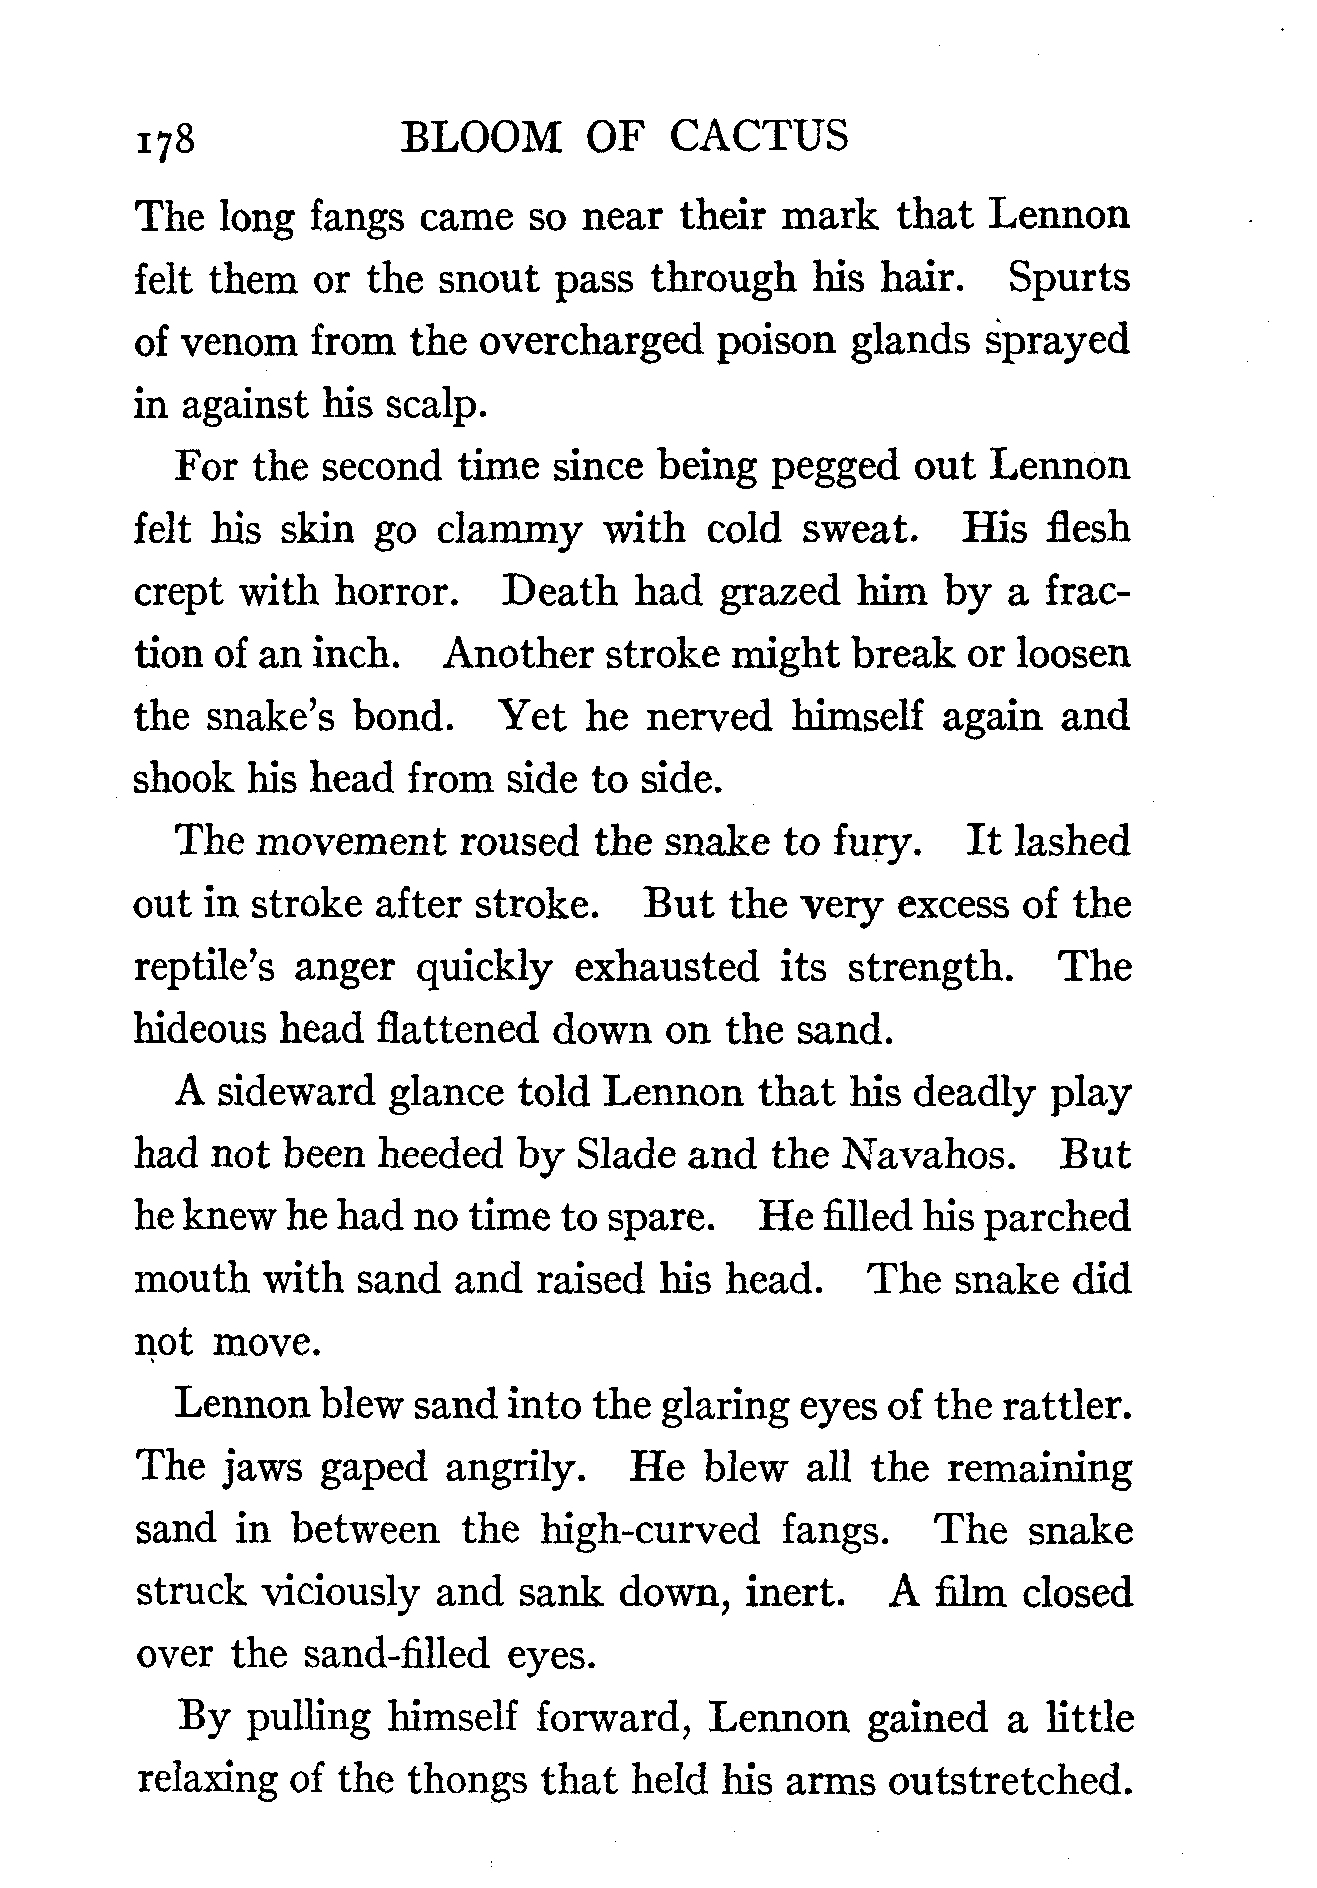 178 BLOOM OF CACTUS
The long fangs came so near their mark that Lennon
felt them or the snout pass through his hair. Spurts
of venom from the overcharged poison glands sprayed
in against his scalp.
For the second time since being pegged out Lennon
felt his skin go clammy with cold sweat. His flesh
crept with horror. Death had grazed him by a frac-
tion of an inch. Another stroke might break or loosen
the snake's bond. Yet he nerved himself again and
shook his head from side to side.
The movement roused the snake to fury. It lashed
out in stroke after stroke. But the very excess of the
reptile's anger quickly exhausted its strength. The
hideous head flattened down on the sand.
A sideward glance told Lennon that his deadly play
had not been heeded by Slade and the Navahos. But
he knew he had no time to spare. He filled his parched
mouth with sand and raised his head. The snake did
not move.
Lennon blew sand into the glaring eyes of the rattler.
The jaws gaped angrily. He blew all the remaining
sand in between the high-curved fangs. The snake
struck viciously and sank down, inert. A film closed
over the sand-filled eyes.
By pulling himself forward, Lennon gained a little
relaxing of the thongs that held his arms outstretched.